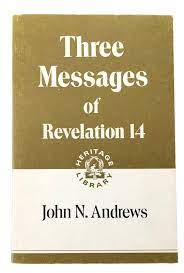 Three
Messages
of
Revelation 14
HERITAGE
LIBRARY
John N. Andrews